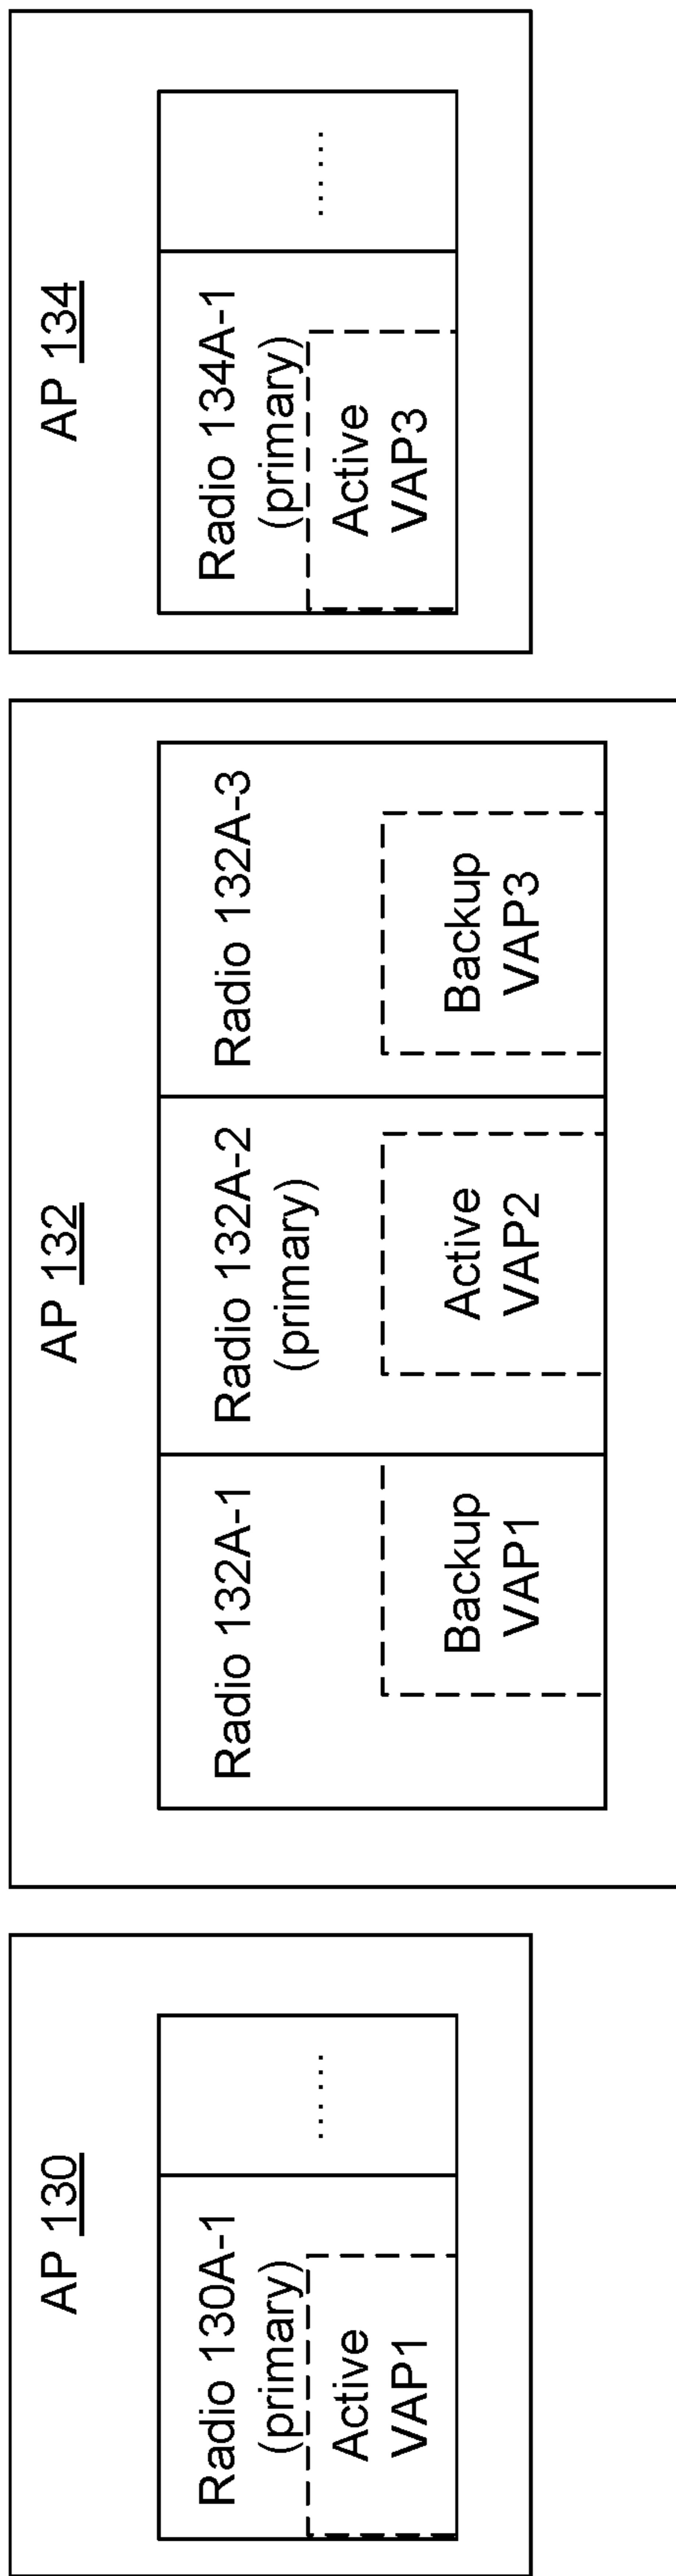 AP 130
Radio 130A-1
(primary)
Active
VAP1
......
AP 132
Radio 132A-1
Backup
VAP1
Radio 132A-2
(primary)
Active
VAP2
Radio 132A-3
Backup
VAP3
AP 134
Radio 134A-1
(primary)
Active
VAP3
......